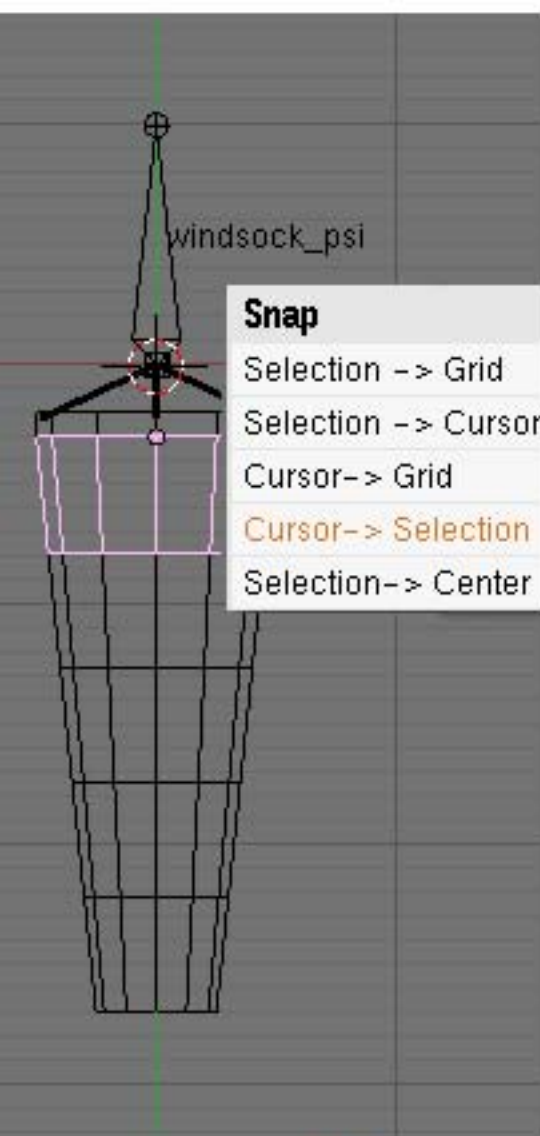 windsock_psi
Snap
Selection -> Grid
Selection -> Cursor
Cursor-> Grid
Cursor-> Selection
Selection-> Center